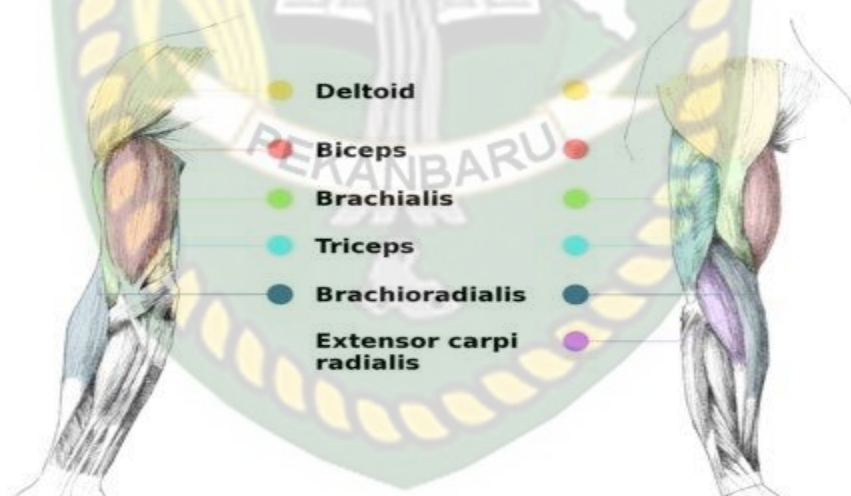 Deltoid
PEKANBARU
Biceps
Brachialis
Triceps
Brachioradialis
Extensor carpi
radialis